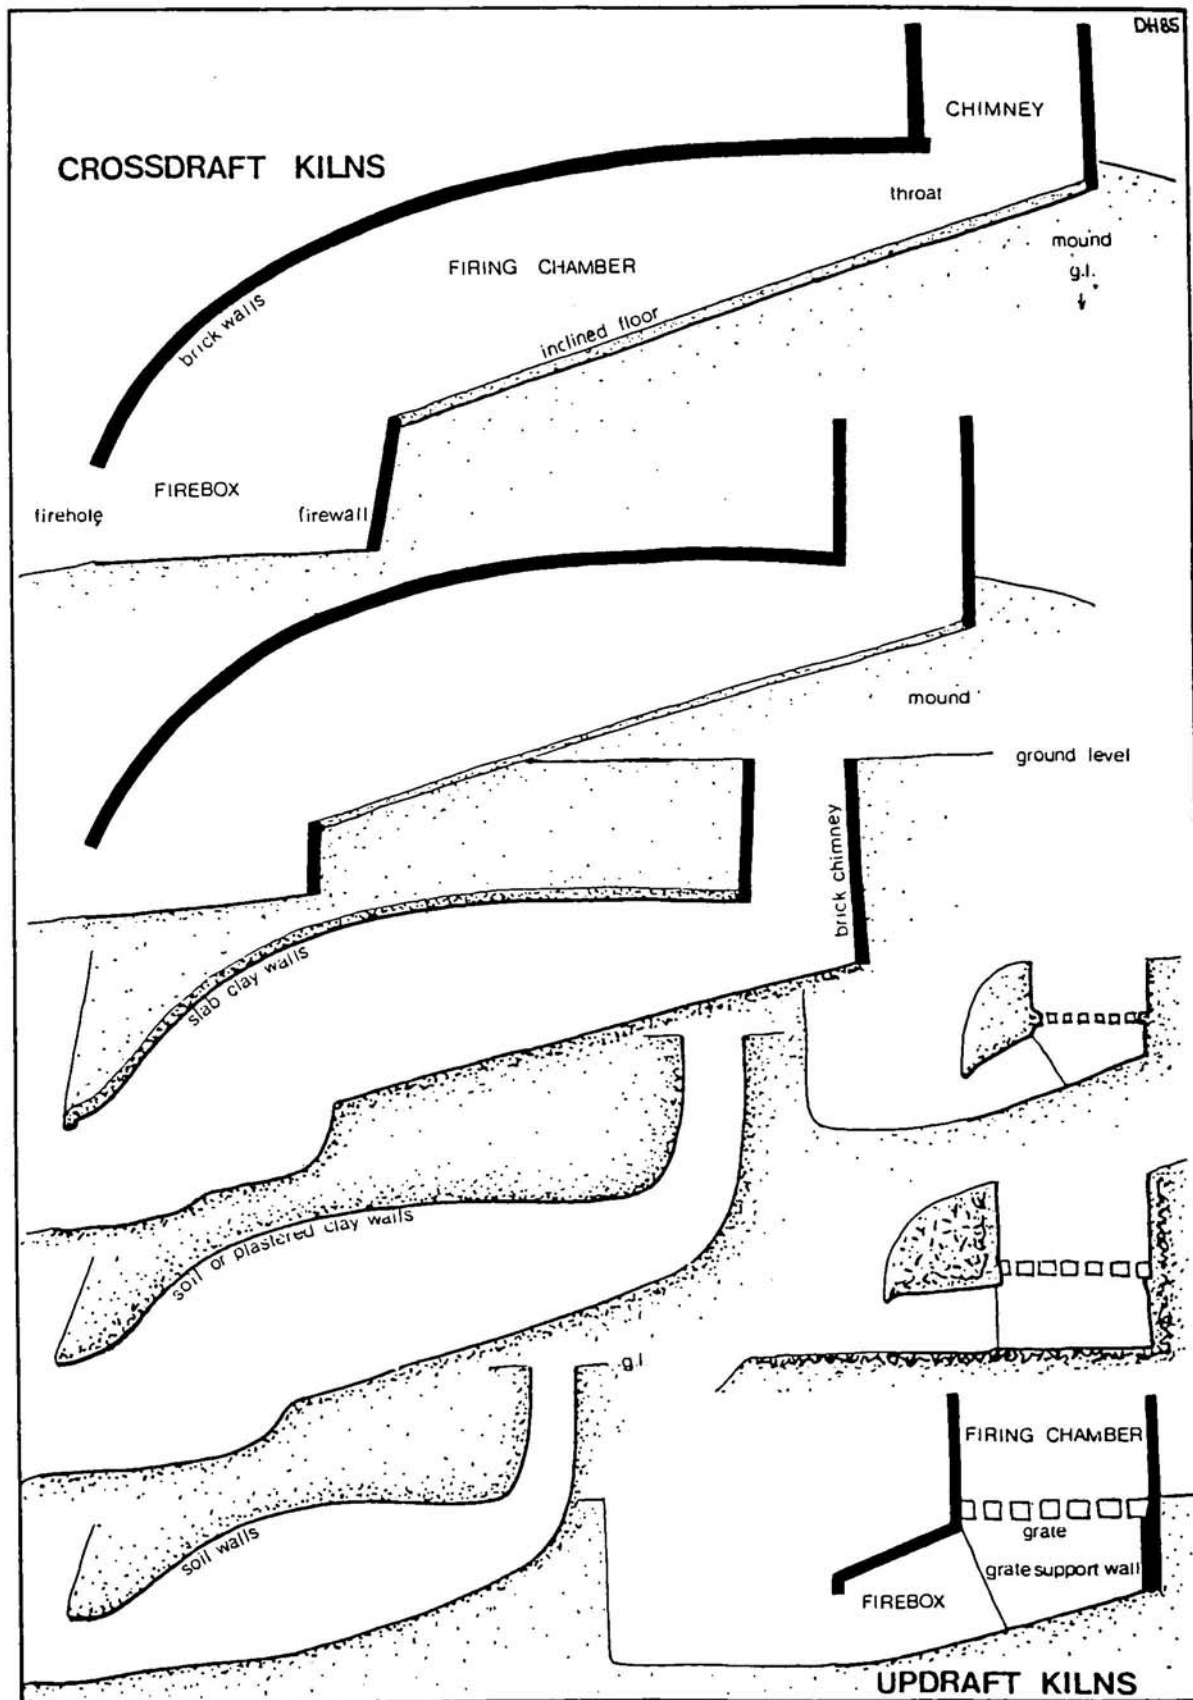 DH85
CHIMNEY
CROSSDRAFT KILNS
throat
mound
g.l.
FIRING CHAMBER
brick walls
inclined floor
FIREBOX
firehole
firewall
mound
ground level
brick chimney
slab clay walls
soil or plastered clay walls
g.l
soil walls
FIRING CHAMBER
grate
grate support wall
FIREBOX
UPDRAFT KILNS